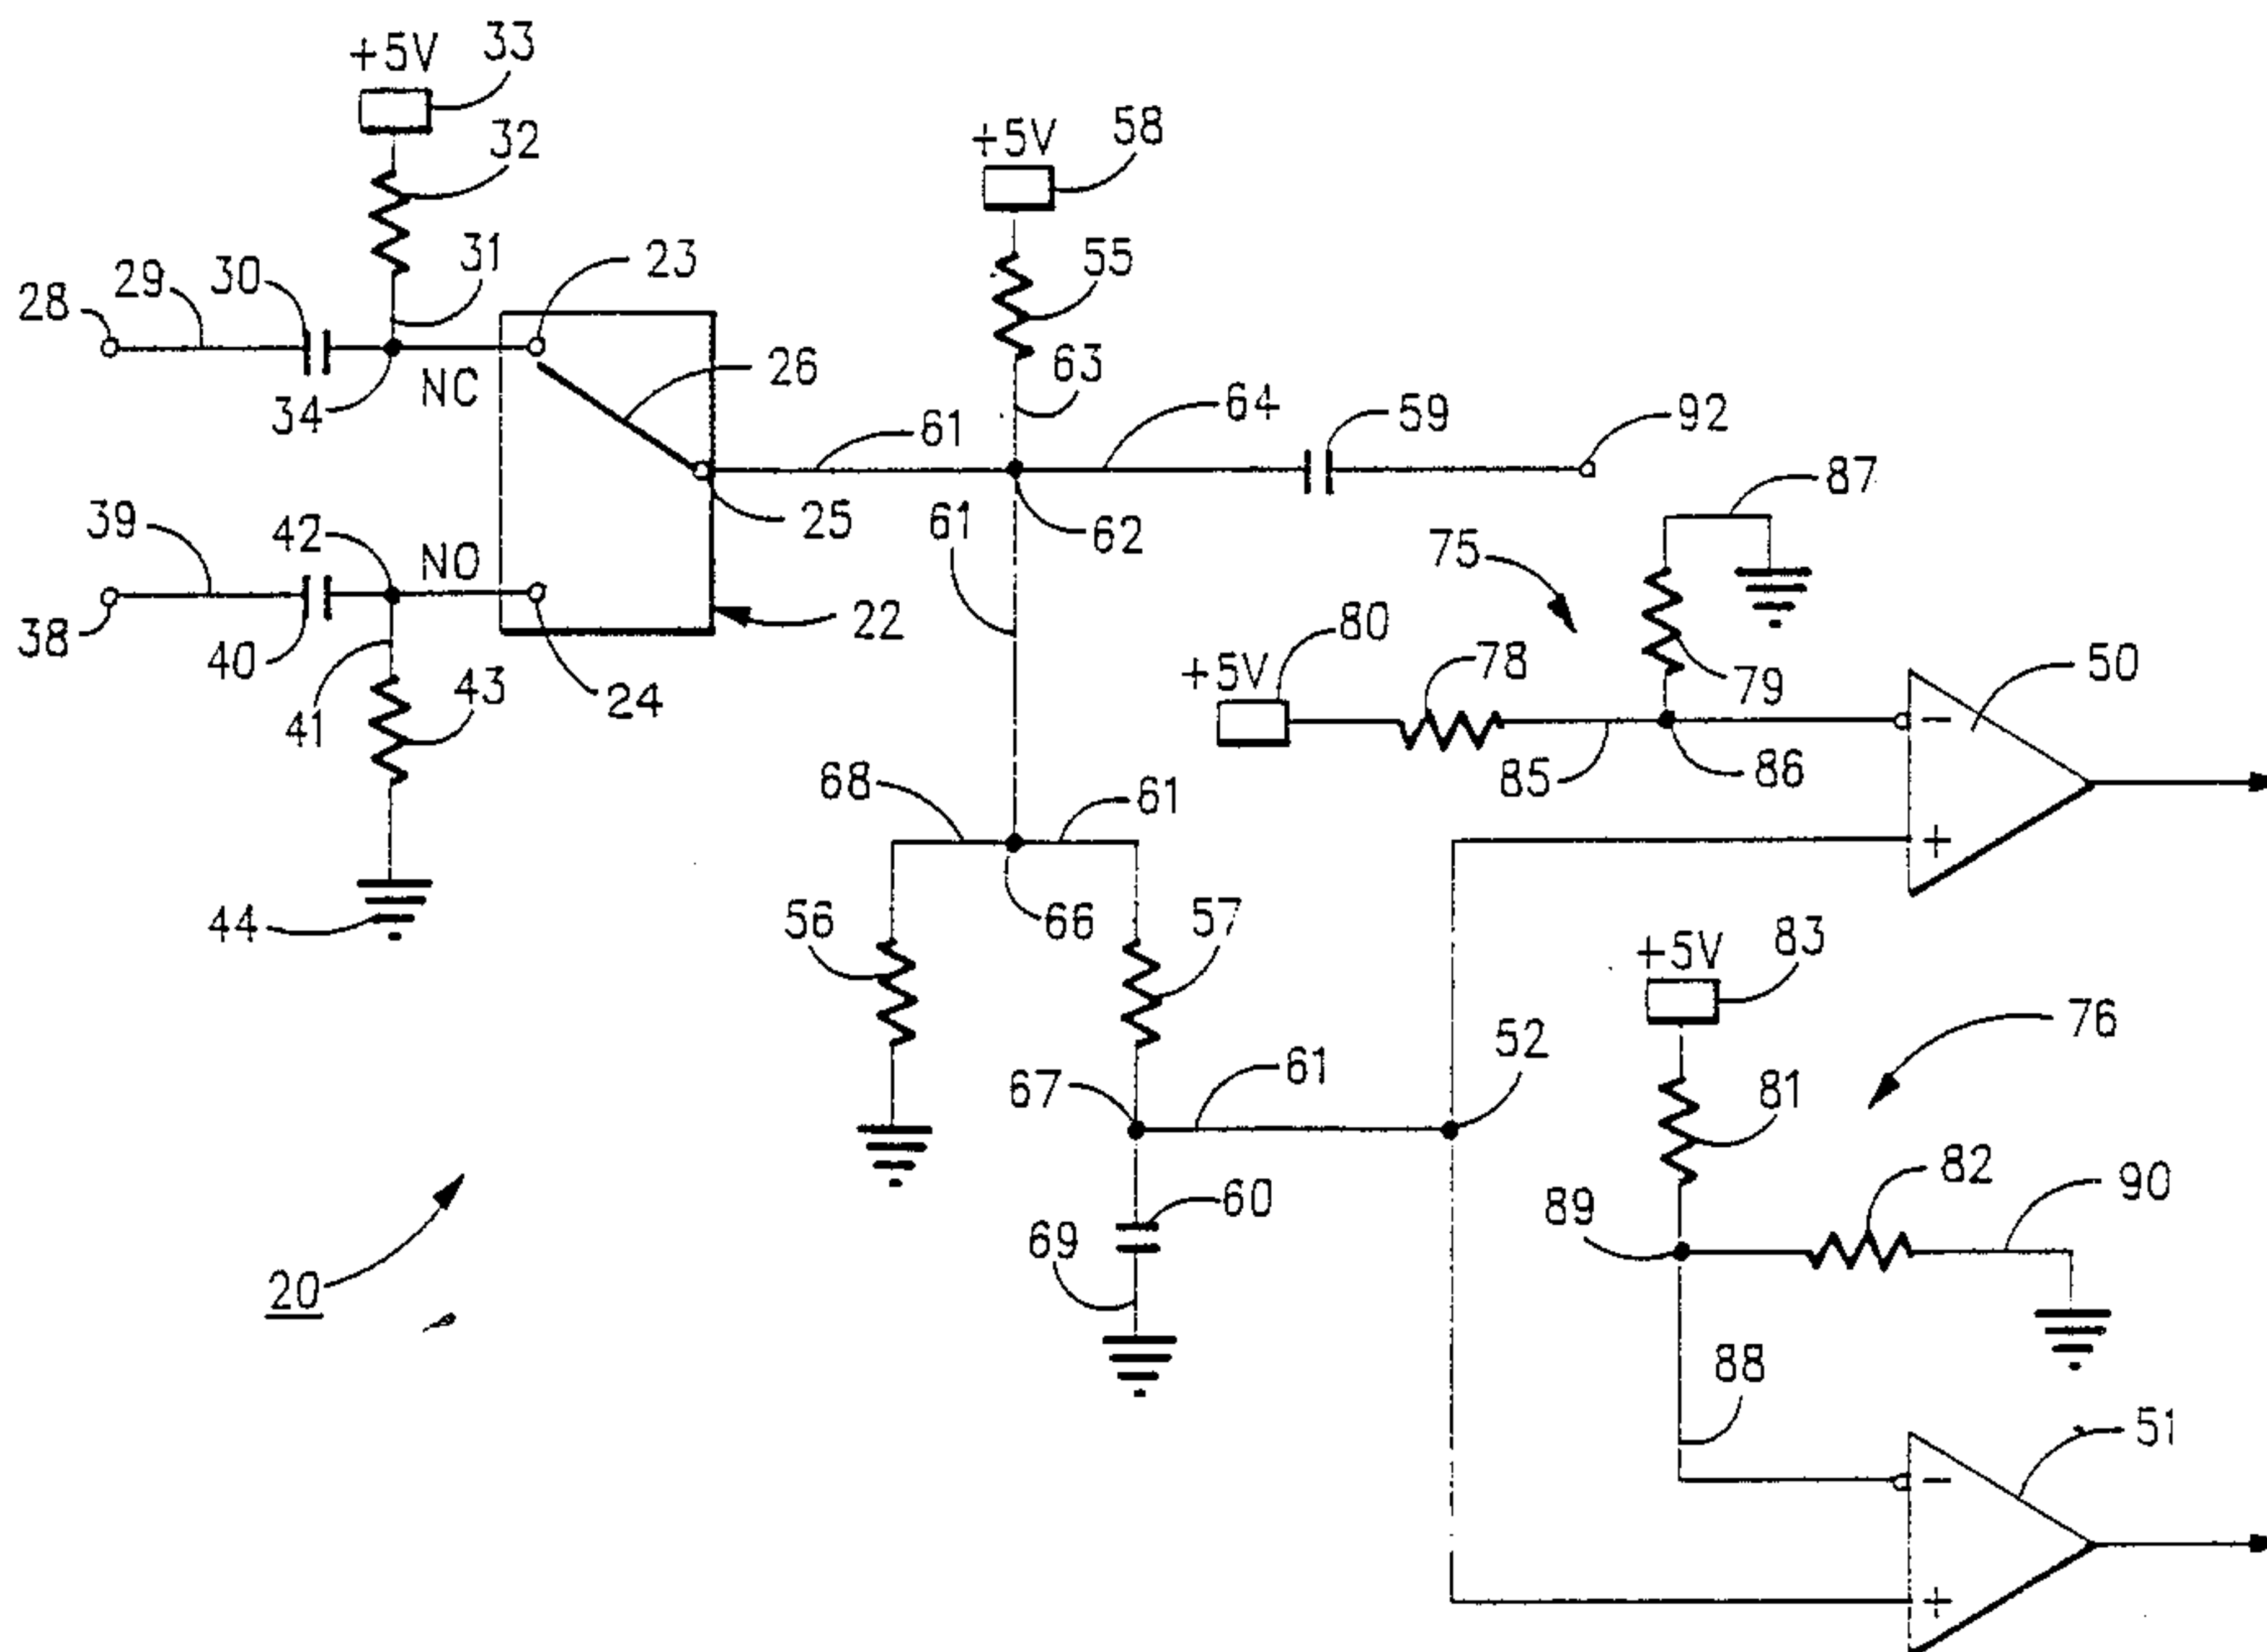 +5V 33
32
+5V 58
28 29 30 31 23 55
34 NC 26 63
61 64 59 92
87
39 42 NO 25 61 62 75
38 40 22 80
+5V 78 79 50
41 43 24
85 86
68 61
44 56 66 57
+5V 83
76
67 61 52 81
60 82 90
69 89
20
88
51
- +
- +